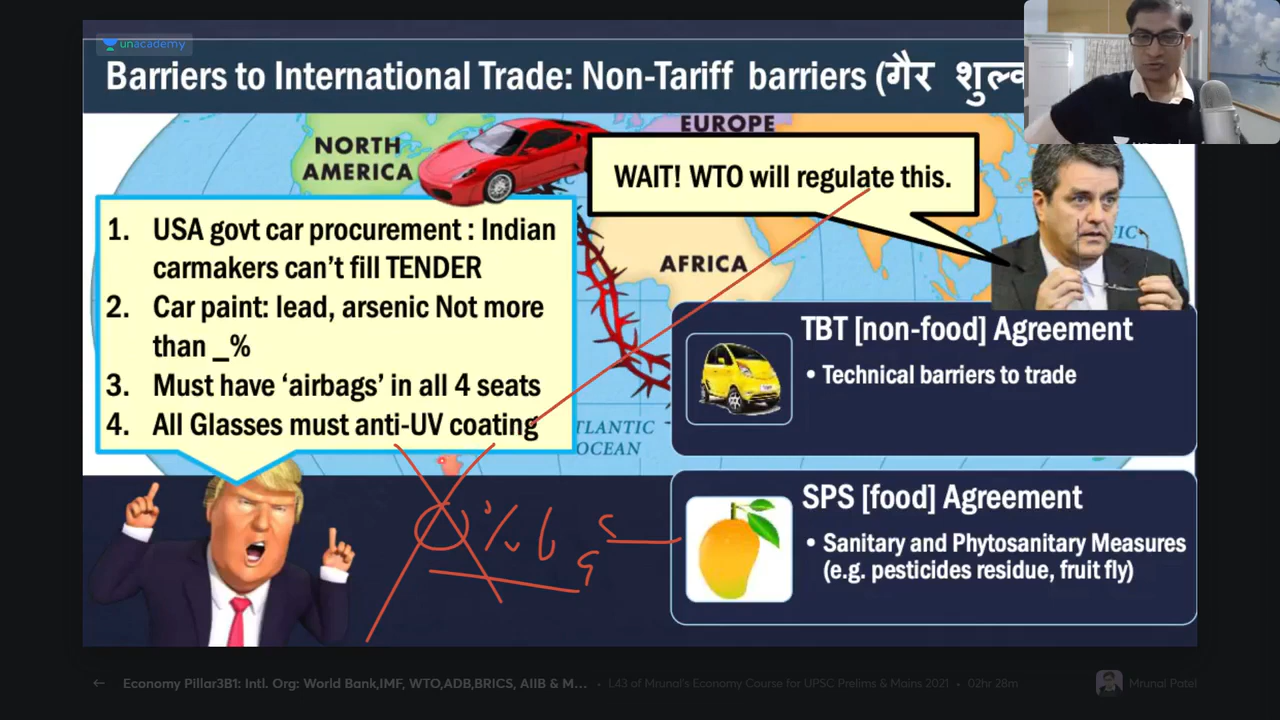 unacademy
Barriers to International Trade: Non-Tariff barriers (गैर शुल्क
NORTH
AMERICA
EUROPE
WAIT! WTO will regulate this.
AFRICA
1. USA govt car procurement : Indian
carmakers can't fill TENDER
2. Car paint: lead, arsenic Not more
than _%
3. Must have 'airbags' in all 4 seats
4. All Glasses must anti-UV coating
ATLANTIC
OCEAN
TBT [non-food] Agreement
• Technical barriers to trade
SPS [food] Agreement
• Sanitary and Phytosanitary Measures
(e.g. pesticides residue, fruit fly)
← Economy Pillar3B1: Intl. Org: World Bank,IMF, WTO,ADB,BRICS, AIIB & M... • L43 of Mrunal's Economy Course for UPSC Prelims & Mains 2021 • 02hr 28m
Mrunal Patel